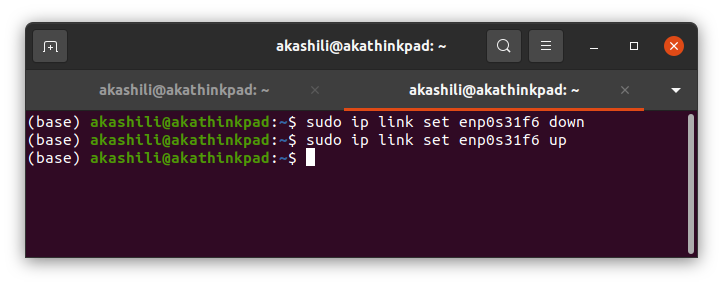 akashili@akathinkpad: ~
akashili@akathinkpad: ~ akashili@akathinkpad: ~
(base) akashili@akathinkpad:~$ sudo ip link set enp0s31f6 down
(base) akashili@akathinkpad:~$ sudo ip link set enp0s31f6 up
(base) akashili@akathinkpad:~$